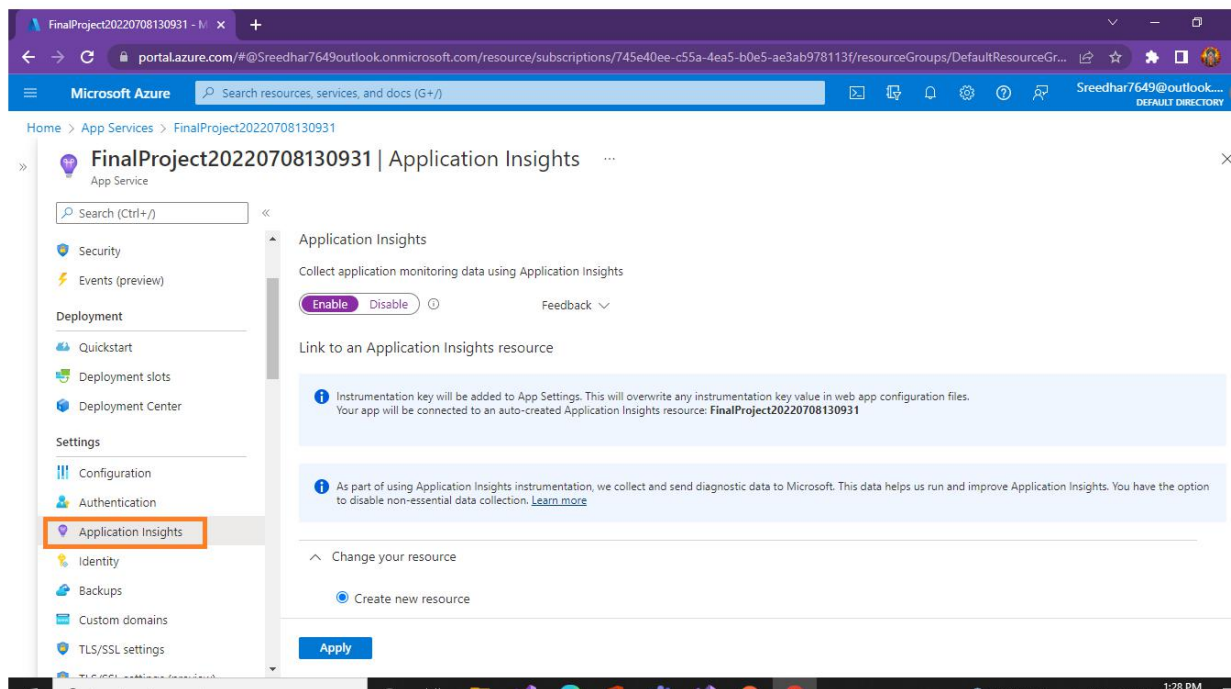 FinalProject20220708130931 - M
portal.azure.com/#@Sreedhar7649outlook.onmicrosoft.com/resource/subscriptions/745e40ee-c55a-4ea5-b0e5-ae3ab978113f/resourceGroups/DefaultResourceGr...
Microsoft Azure
Search resources, services, and docs (G+/)
Sreedhar7649@outlook....
DEFAULT DIRECTORY
Home > App Services > FinalProject20220708130931
FinalProject20220708130931 | Application Insights ...
App Service
Search (Ctrl+/)
Security
Events (preview)
Deployment
Quickstart
Deployment slots
Deployment Center
Settings
Configuration
Authentication
Application Insights
Identity
Backups
Custom domains
TLS/SSL settings
TLS/SSL settings (preview)
Application Insights
Collect application monitoring data using Application Insights
Enable Disable
Feedback
Link to an Application Insights resource
Instrumentation key will be added to App Settings. This will overwrite any instrumentation key value in web app configuration files.
Your app will be connected to an auto-created Application Insights resource: FinalProject20220708130931
As part of using Application Insights instrumentation, we collect and send diagnostic data to Microsoft. This data helps us run and improve Application Insights. You have the option
to disable non-essential data collection. Learn more
Change your resource
Create new resource
Apply
1:28 PM